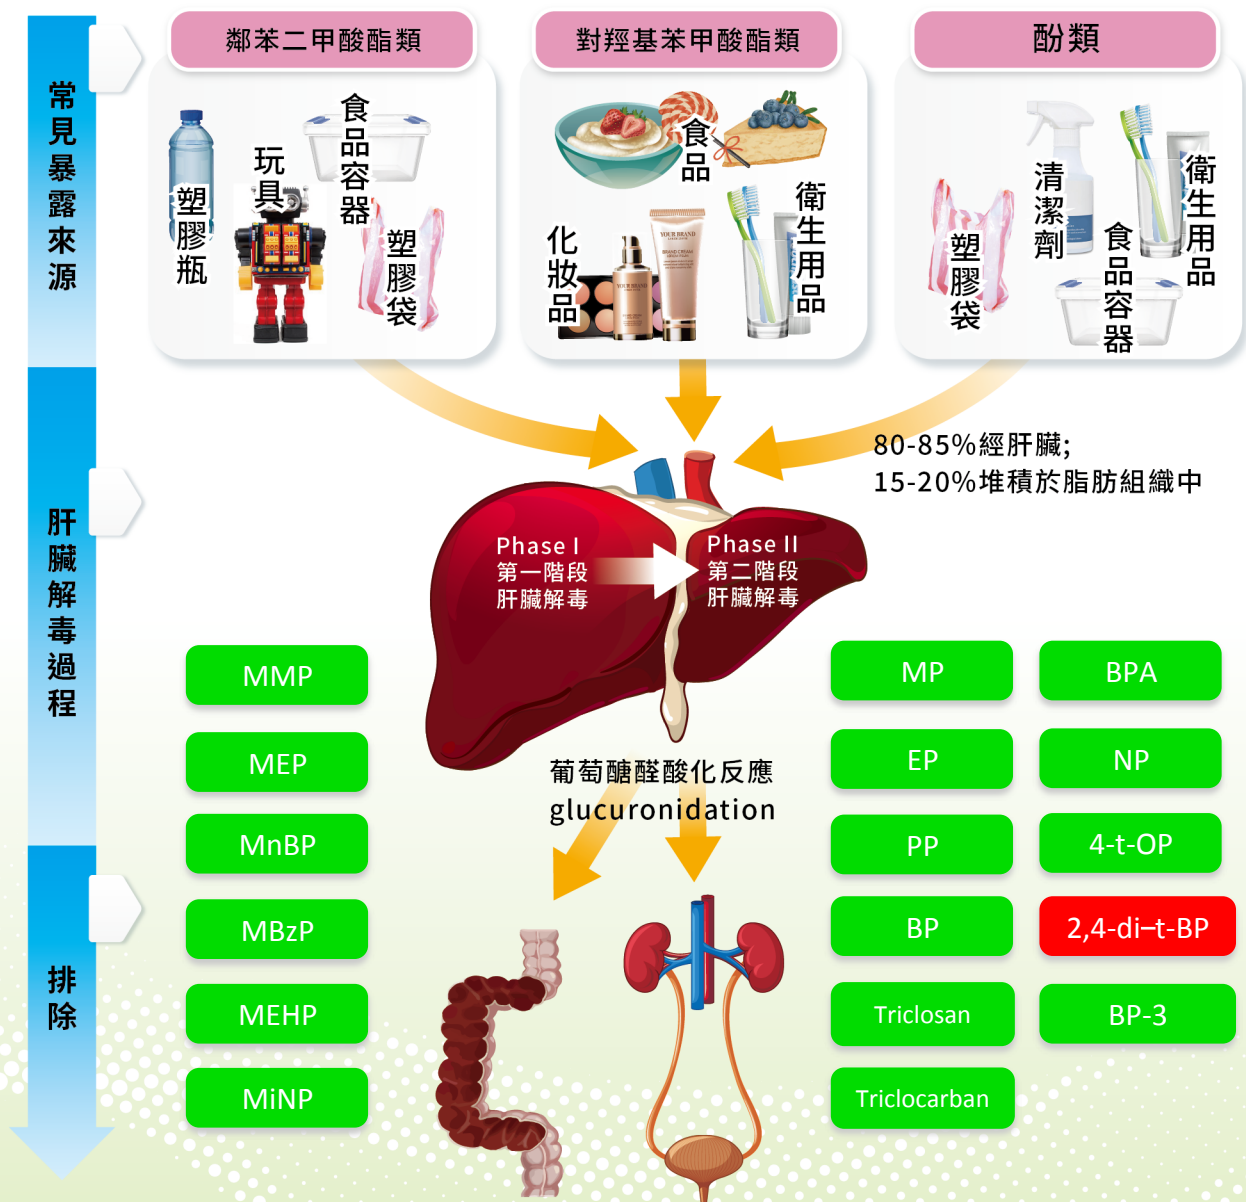 常見暴露來源
鄰苯二甲酸酯類
塑膠瓶
玩具
食品容器
塑膠袋
對羥基苯甲酸酯類
食品
化妝品
衛生用品
YOUR BRAND
YOUR BRAND
BRAND CREAM
酚類
塑膠袋
清潔劑
食品容器
衛生用品
肝臟解毒過程
80-85%經肝臟;
15-20%堆積於脂肪組織中
Phase I
第一階段
肝臟解毒
Phase II
第二階段
肝臟解毒
葡萄醣醛酸化反應
glucuronidation
MMP
MEP
MnBP
MBzP
MEHP
MiNP
MP
BPA
EP
NP
PP
4-t-OP
BP
2,4-di–t-BP
Triclosan
BP-3
Triclocarban
排除